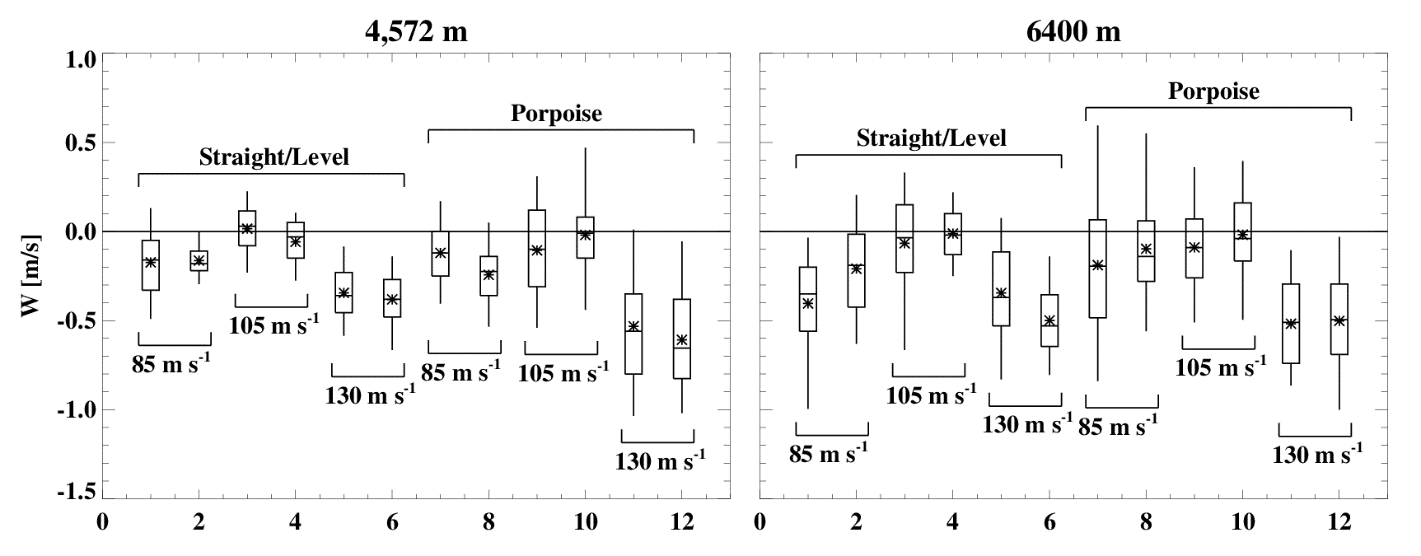 4,572 m
6400 m
W [m/s]
1.0
0.5
0.0
-0.5
-1.0
-1.5
Straight/Level
Porpoise
85 m s-1
105 m s-1
130 m s-1
85 m s-1
105 m s-1
130 m s-1
0 2 4 6 8 10 12
Straight/Level
Porpoise
85 m s-1
105 m s-1
130 m s-1
85 m s-1
105 m s-1
130 m s-1
0 2 4 6 8 10 12